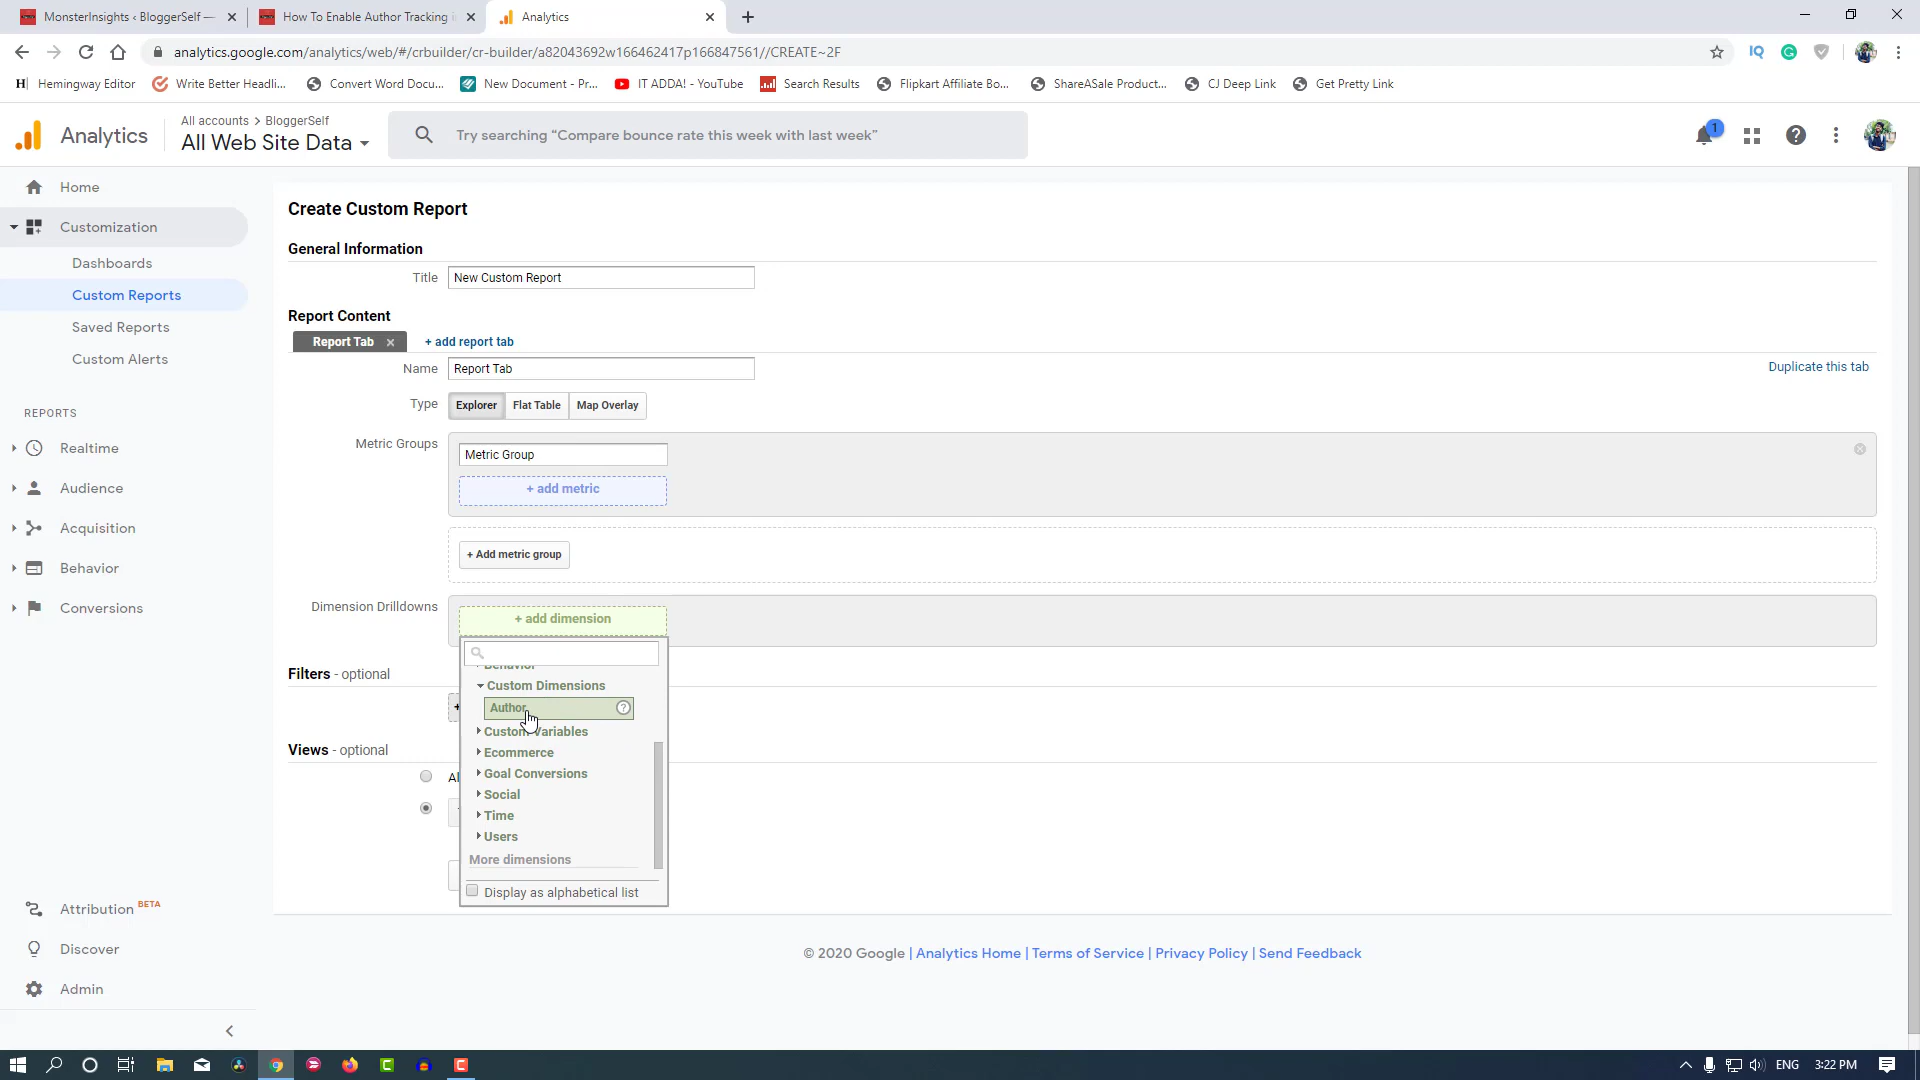 MonsterInsights ‹ BloggerSelf —
How To Enable Author Tracking i
Analytics
analytics.google.com/analytics/web/#/crbuilder/cr-builder/a82043692w166462417p166847561//CREATE~2F
Hemingway Editor
Write Better Headli...
Convert Word Docu...
New Document - Pr...
IT ADDA! - YouTube
Search Results
Flipkart Affiliate Bo...
ShareASale Product...
CJ Deep Link
Get Pretty Link
Analytics
All accounts > BloggerSelf
All Web Site Data
Try searching “Compare bounce rate this week with last week”
1
Home
Customization
Dashboards
Custom Reports
Saved Reports
Custom Alerts
REPORTS
Realtime
Audience
Acquisition
Behavior
Conversions
Attribution BETA
Discover
Admin
Create Custom Report
General Information
Title
New Custom Report
Report Content
Report Tab
+ add report tab
Name
Report Tab
Duplicate this tab
Type
Explorer
Flat Table
Map Overlay
Metric Groups
Metric Group
+ add metric
+ Add metric group
Dimension Drilldowns
+ add dimension
Behavior
Custom Dimensions
Author
Custom Variables
Ecommerce
Goal Conversions
Social
Time
Users
More dimensions
Display as alphabetical list
Filters - optional
+
Views - optional
Al
© 2020 Google | Analytics Home | Terms of Service | Privacy Policy | Send Feedback
ENG
3:22 PM